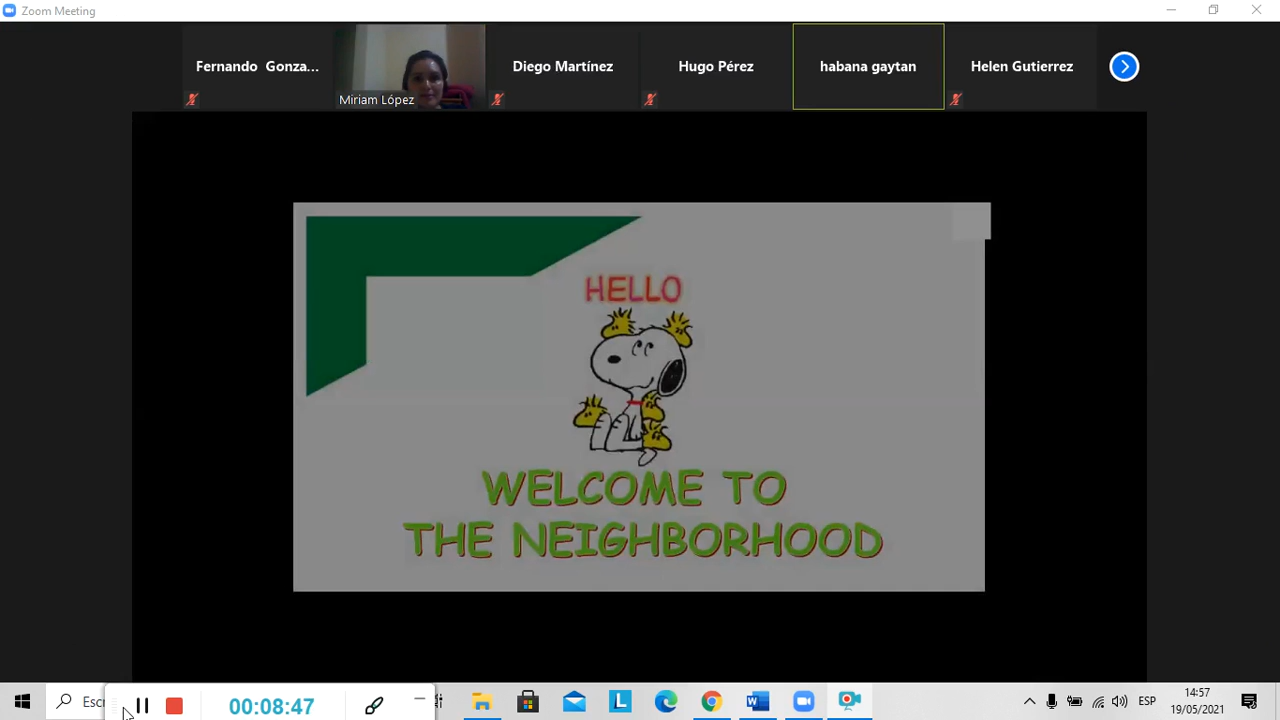 Zoom Meeting
Fernando Gonza...
Miriam López
Diego Martínez
Hugo Pérez
habana gaytan
Helen Gutierrez
HELLO
WELCOME TO
THE NEIGHBORHOOD
Esc
00:08:47
L
W
ESP
14:57
19/05/2021